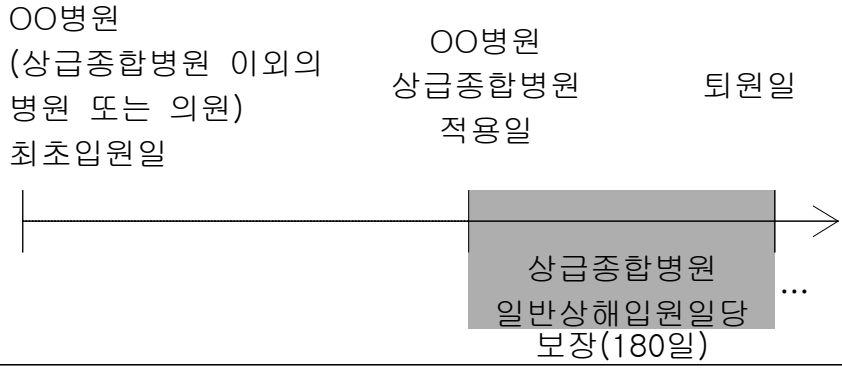 OO병원
(상급종합병원 이외의
병원 또는 의원)
최초입원일
OO병원
상급종합병원
적용일
퇴원일
상급종합병원
일반상해입원일당
보장(180일)
...